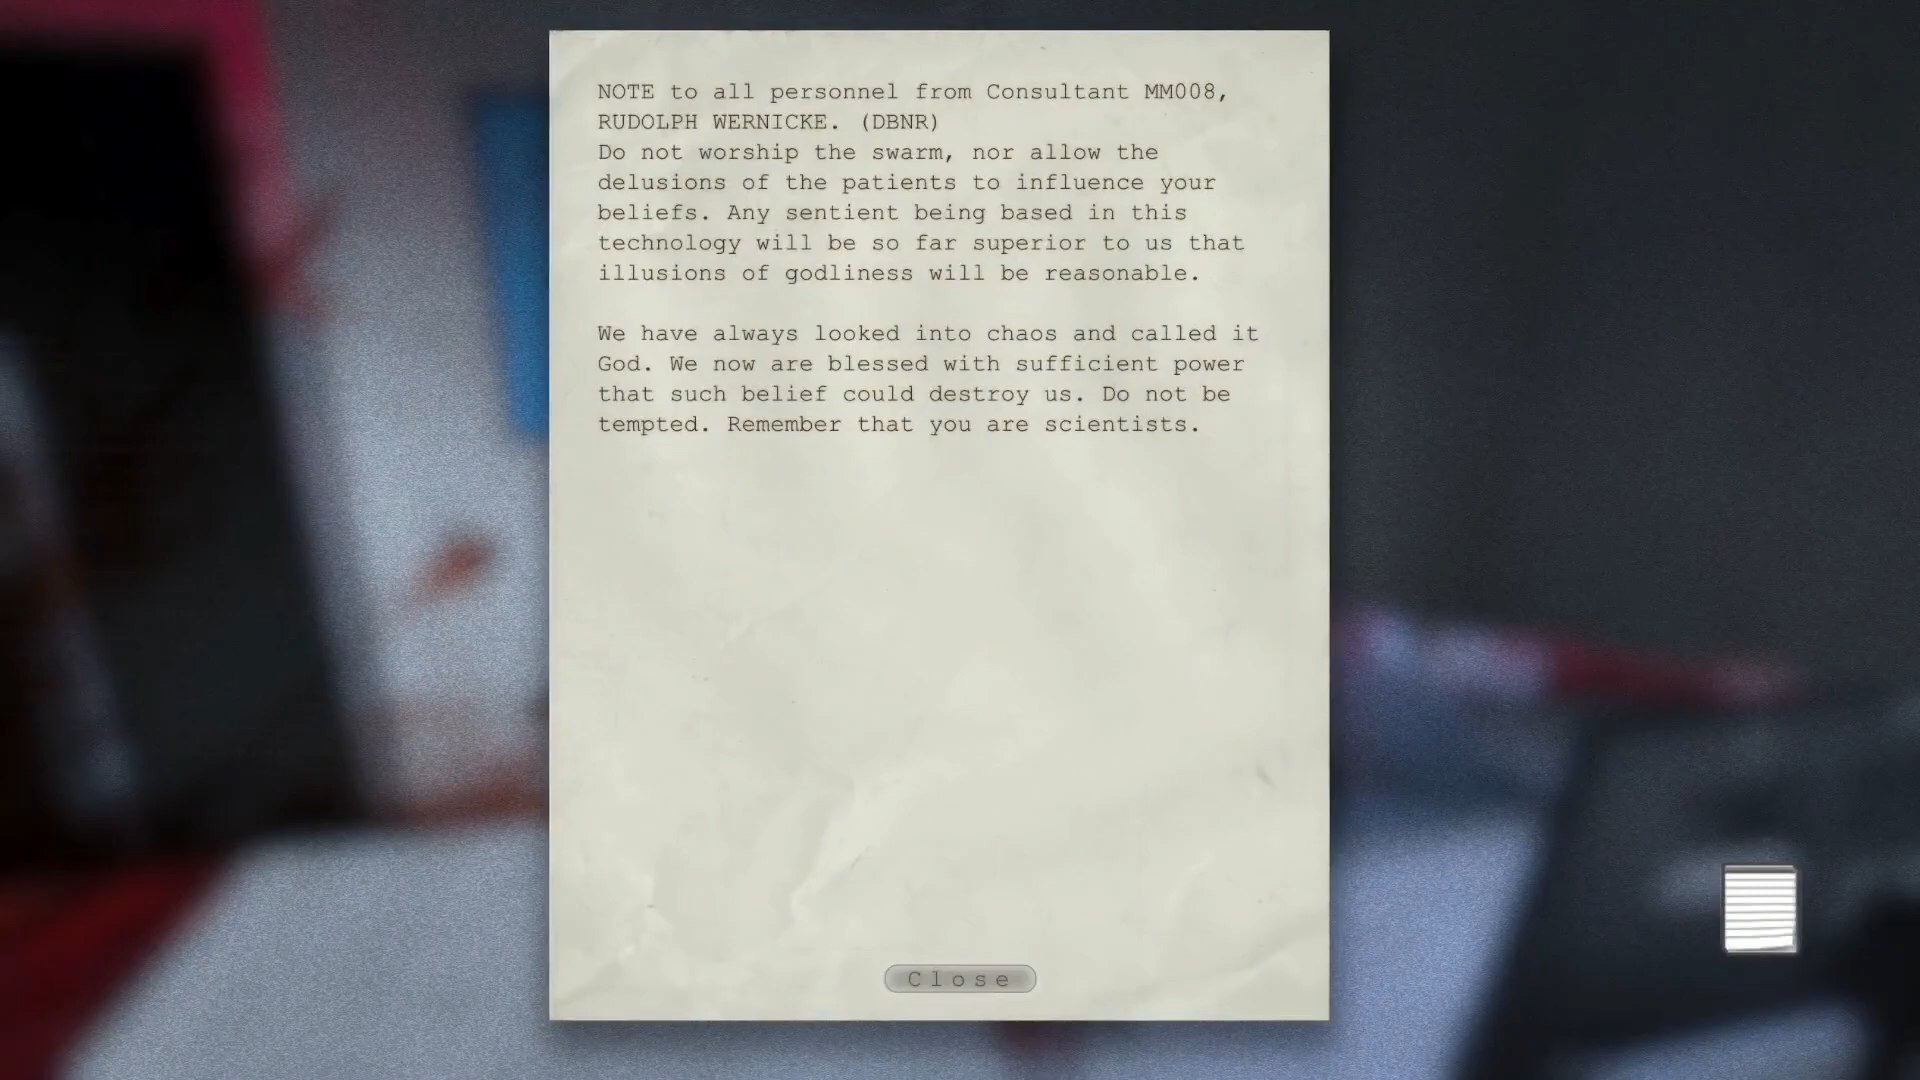 NOTE to all personnel from Consultant MM008,
RUDOLPH WERNICKE. (DBNR)
Do not worship the swarm, nor allow the
delusions of the patients to influence your
beliefs. Any sentient being based in this
technology will be so far superior to us that
illusions of godliness will be reasonable.
We have always looked into chaos and called it
God. We now are blessed with sufficient power
that such belief could destroy us. Do not be
tempted. Remember that you are scientists.
Close